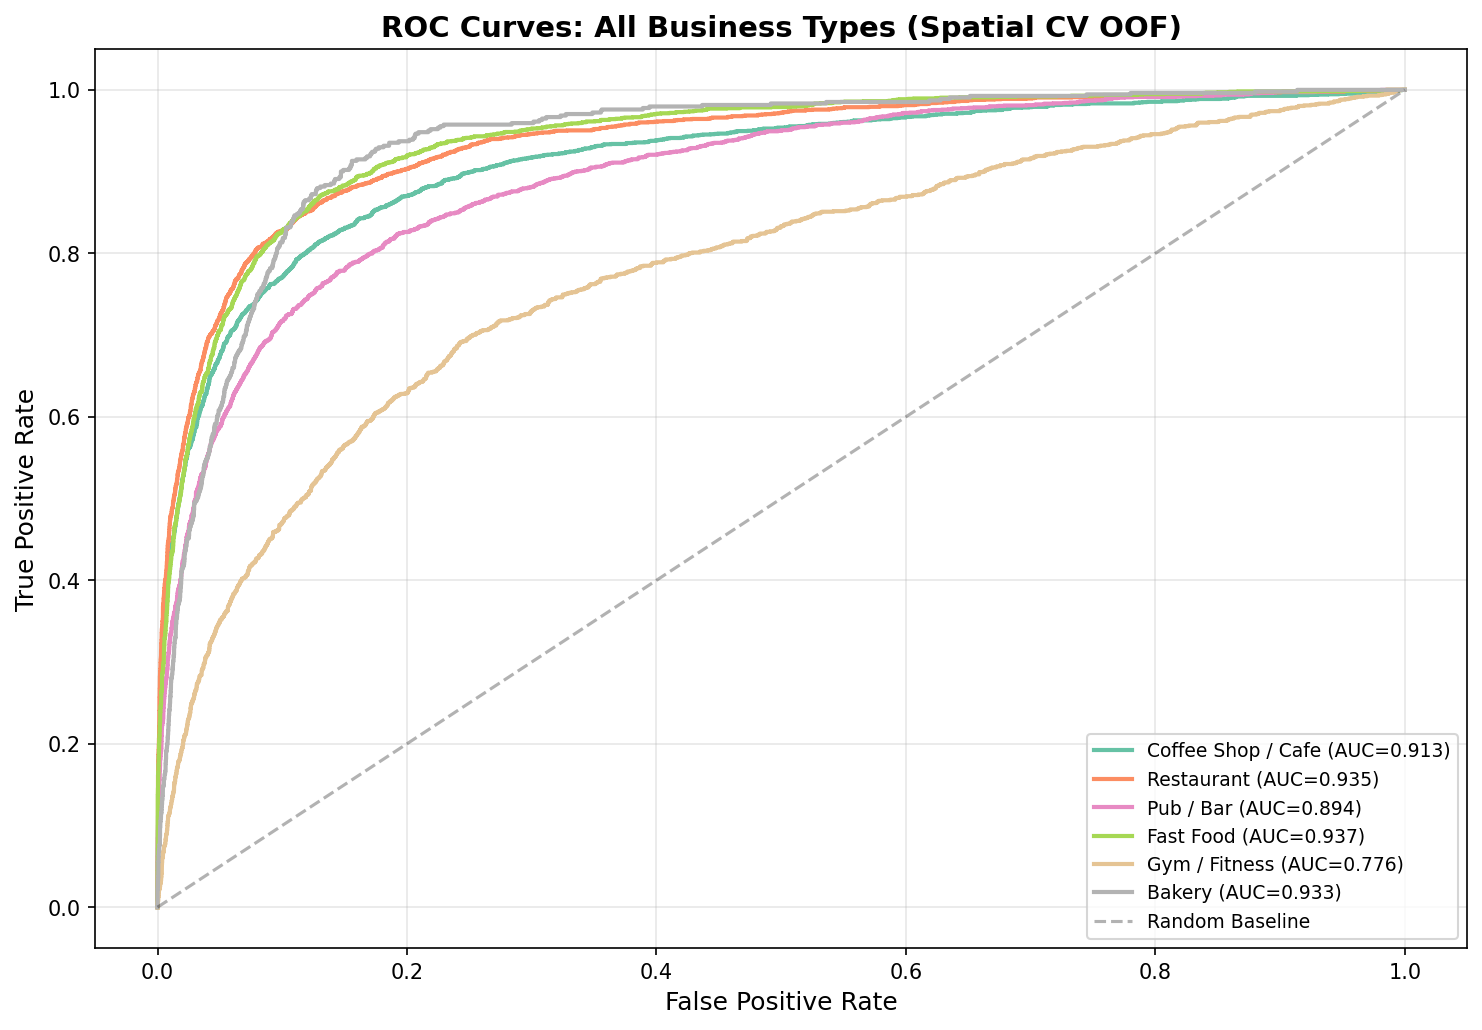 ROC Curves: All Business Types (Spatial CV OOF)
True Positive Rate
1.0
0.8
0.6
0.4
0.2
0.0
0.0 0.2 0.4 0.6 0.8 1.0
False Positive Rate
Coffee Shop / Cafe (AUC=0.913)
Restaurant (AUC=0.935)
Pub / Bar (AUC=0.894)
Fast Food (AUC=0.937)
Gym / Fitness (AUC=0.776)
Bakery (AUC=0.933)
Random Baseline